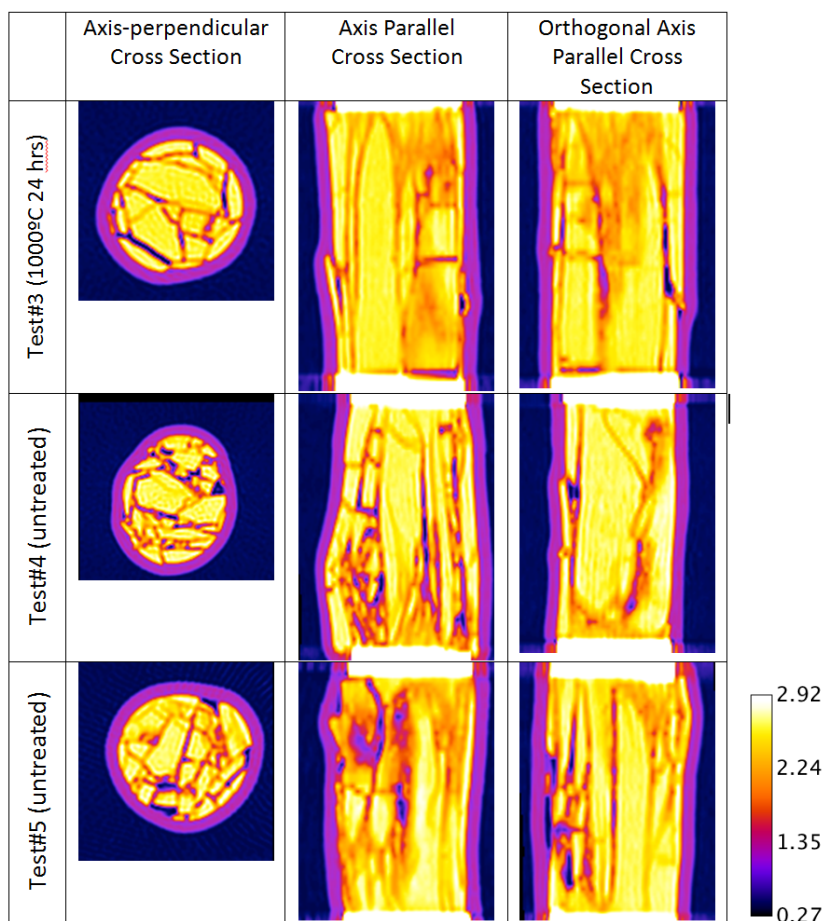 Axis-perpendicular
Cross Section
Axis Parallel
Cross Section
Orthogonal Axis
Parallel Cross
Section
Test#3 (1000ºC 24 hrs)
Test#4 (untreated)
Test#5 (untreated)
2.92
2.24
1.35
0.27